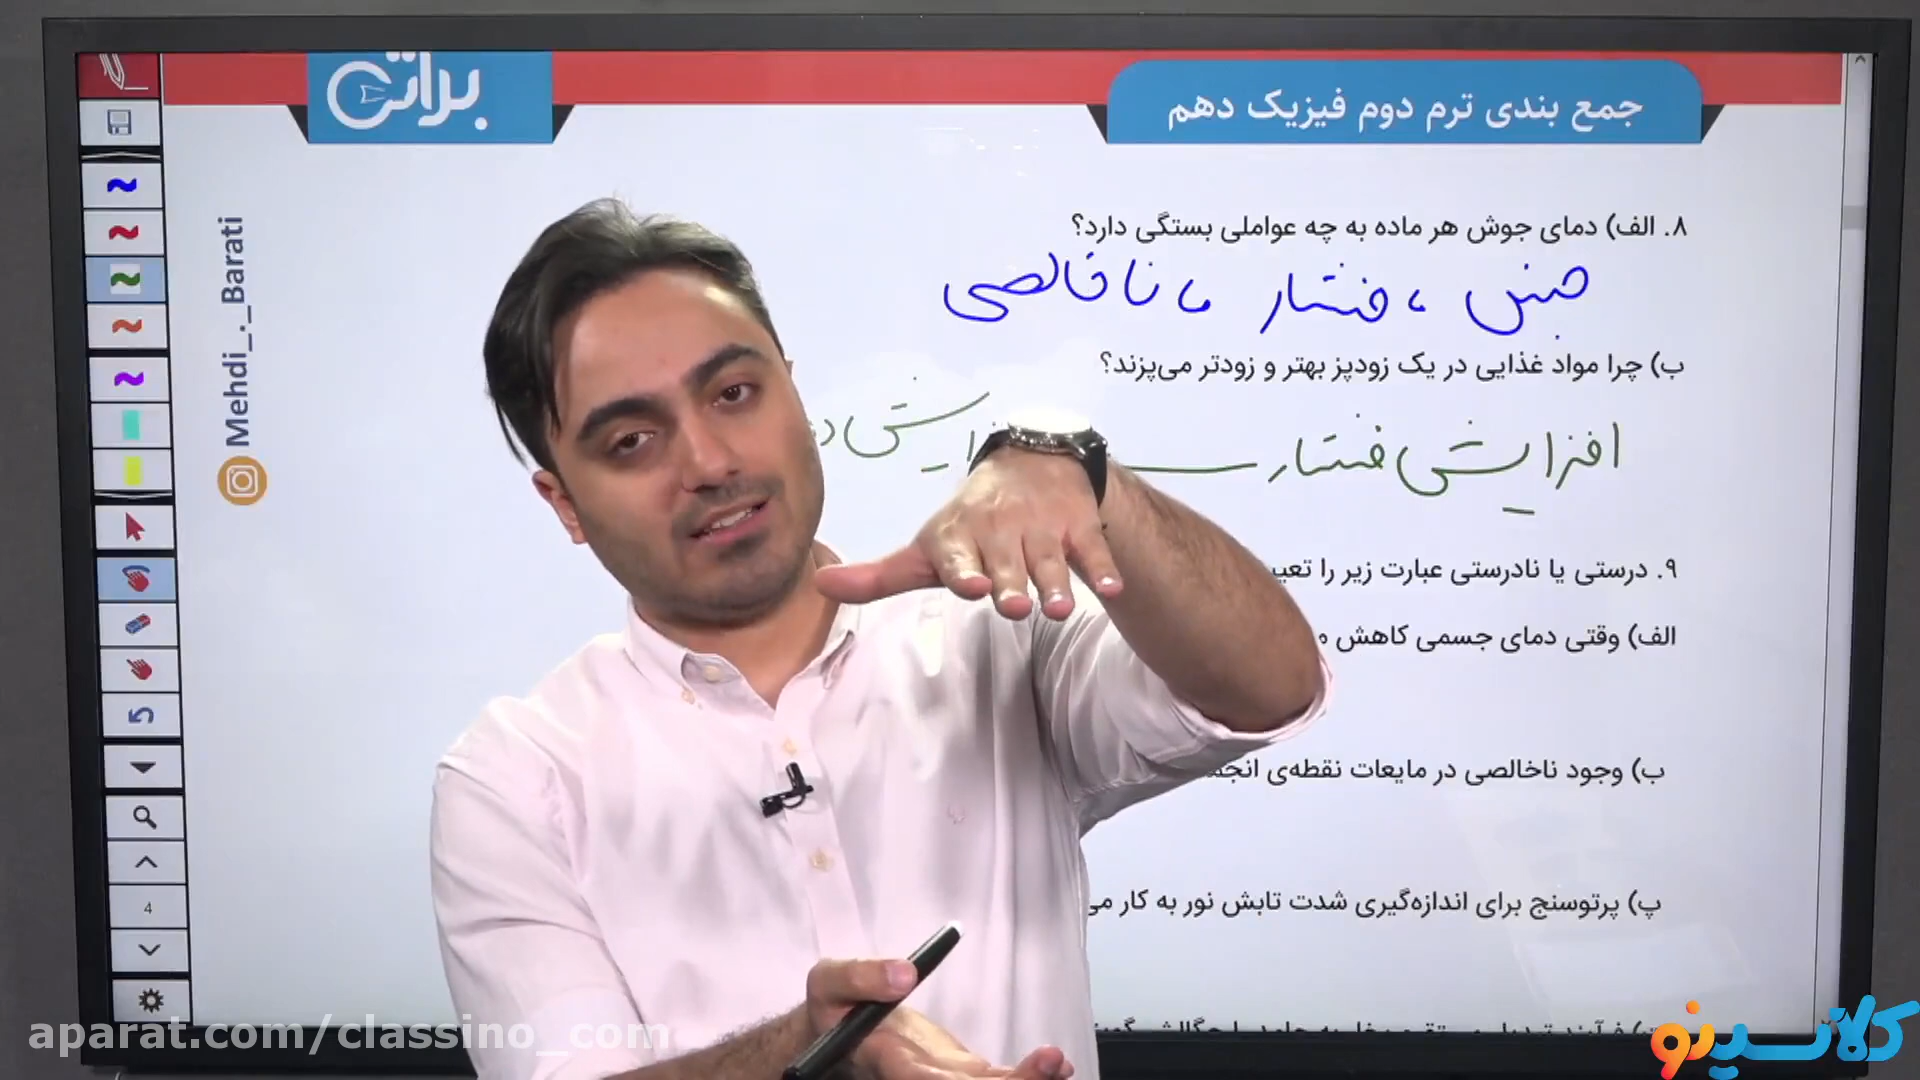 براتی
جمع بندی ترم دوم فیزیک دهم
Mehdi_._Barati
۸. الف) دمای جوش هر ماده به چه عواملی بستگی دارد؟
جنس ، فشار ، ناخالصی
ب) چرا مواد غذایی در یک زودپز بهتر و زودتر می‌پزند؟
افزایش فشار
۹. درستی یا نادرستی عبارت زیر را
الف) وقتی دمای جسمی کاهش
ب) وجود ناخالصی در مایعات نقطه‌ی
پ) پرتوسنج برای اندازه‌گیری شدت تابش نور به کار
4
aparat.com/classino_com
کلاسینو